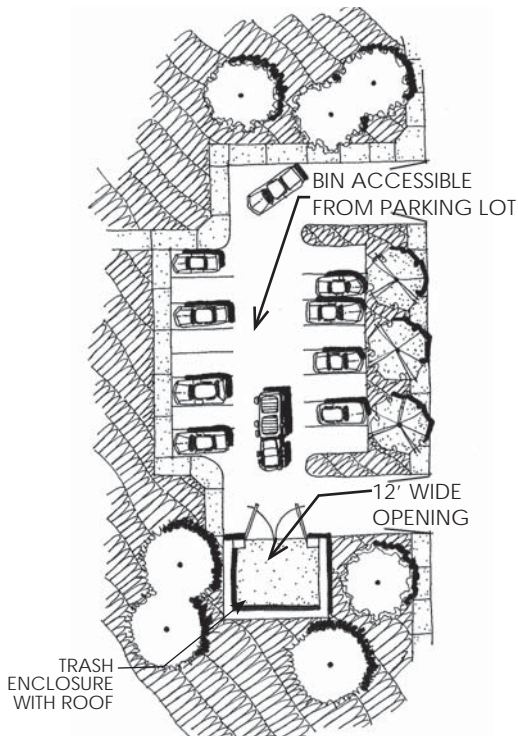 BIN ACCESSIBLE
FROM PARKING LOT
12' WIDE
OPENING
TRASH
ENCLOSURE
WITH ROOF